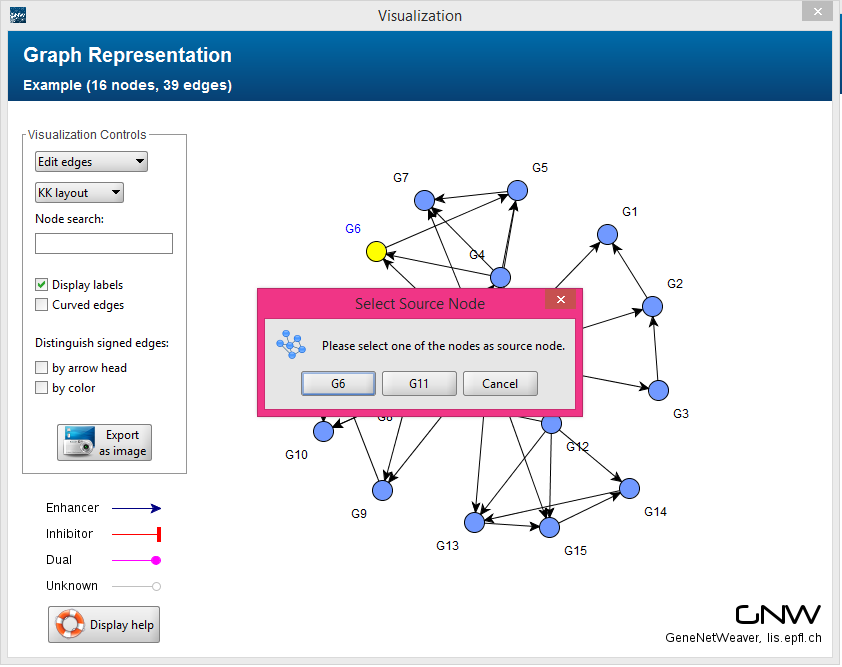 GNW
Visualization
Graph Representation
Example (16 nodes, 39 edges)
Visualization Controls
Edit edges
KK layout
Node search:
Display labels
Curved edges
Distinguish signed edges:
by arrow head
by color
Export
as image
Enhancer
Inhibitor
Dual
Unknown
Display help
G5
G7
G1
G6
G4
G2
Select Source Node
Please select one of the nodes as source node.
G6
G11
Cancel
G3
G8
G12
G10
G9
G14
G13
G15
GNW
GeneNetWeaver, lis.epfl.ch